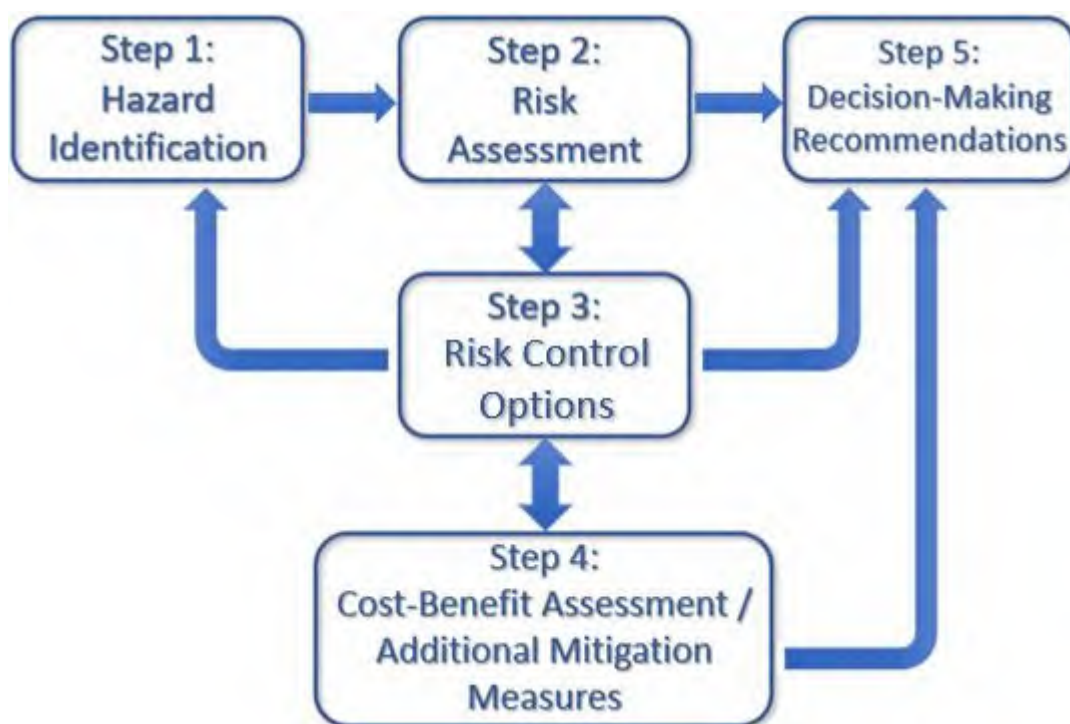 Step 1:
Hazard
Identification
Step 2:
Risk
Assessment
Step 5:
Decision-Making
Recommendations
Step 3:
Risk Control
Options
Step 4:
Cost-Benefit Assessment /
Additional Mitigation
Measures